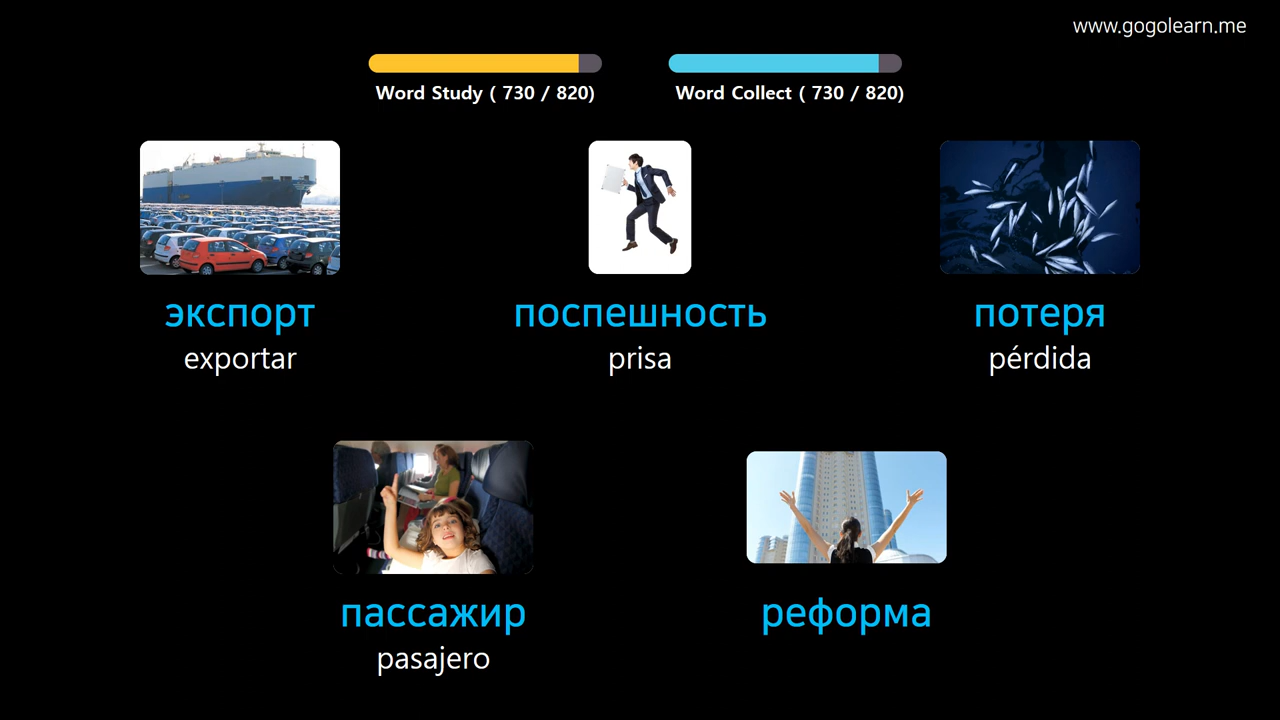 www.gogolearn.me
Word Study ( 730 / 820)
Word Collect ( 730 / 820)
экспорт
exportar
поспешность
prisa
потеря
pérdida
пассажир
pasajero
реформа